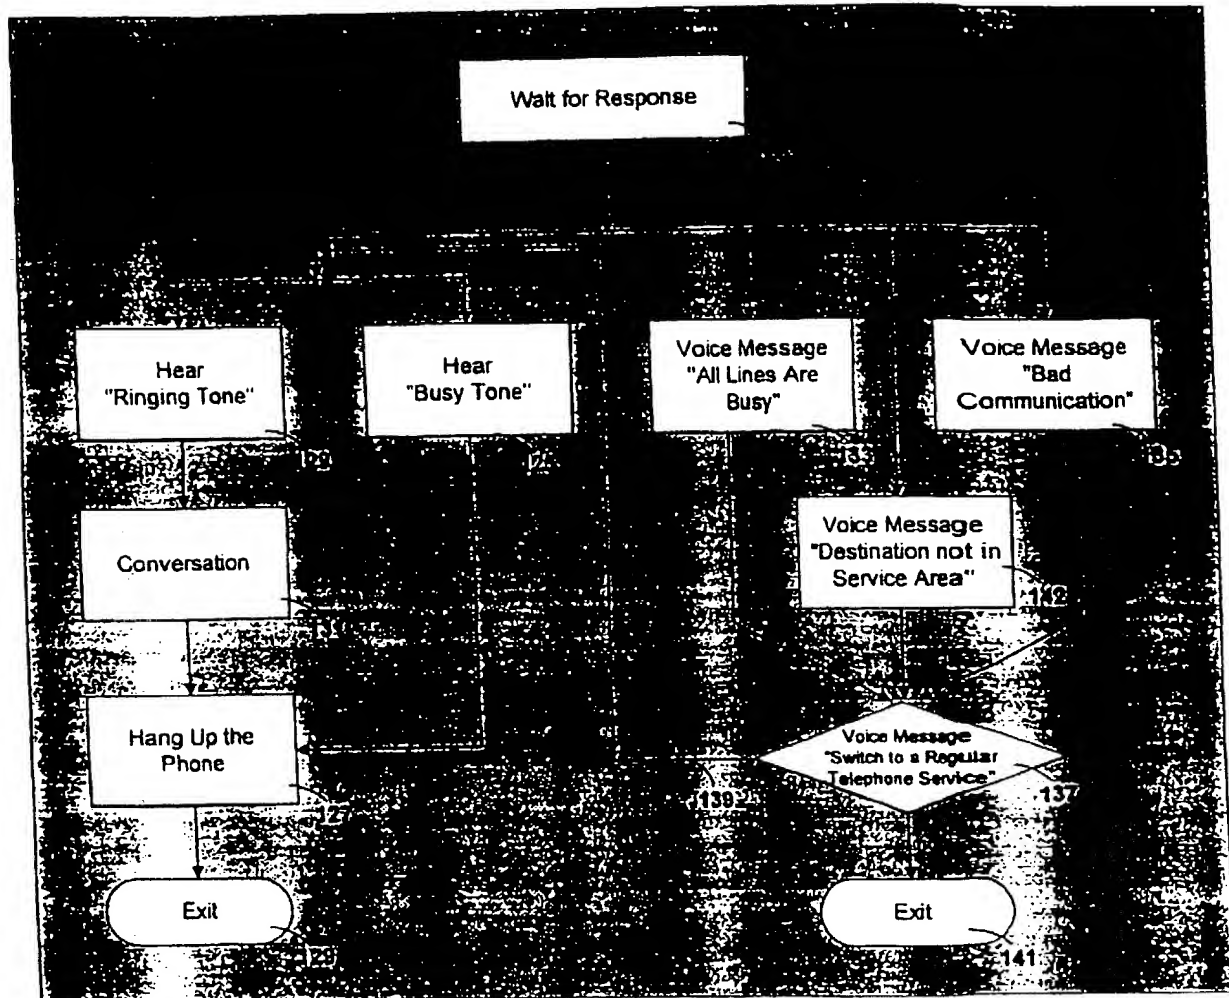 Wait for Response
Hear
"Ringing Tone"
Hear
"Busy Tone"
Voice Message
"All Lines Are
Busy"
Voice Message
"Bad
Communication"
Conversation
Voice Message
"Destination not in
Service Area"
142
Hang Up the
Phone
Voice Message
"Switch to a Regular
Telephone Service"
139
137
Exit
Exit
141